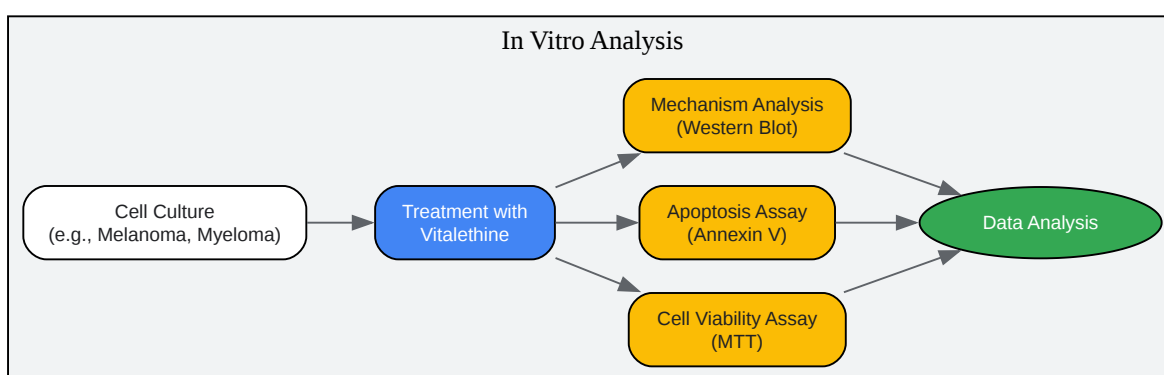 In Vitro Analysis
Cell Culture
(e.g., Melanoma, Myeloma)
Treatment with
Vitalethine
Mechanism Analysis
(Western Blot)
Apoptosis Assay
(Annexin V)
Cell Viability Assay
(MTT)
Data Analysis